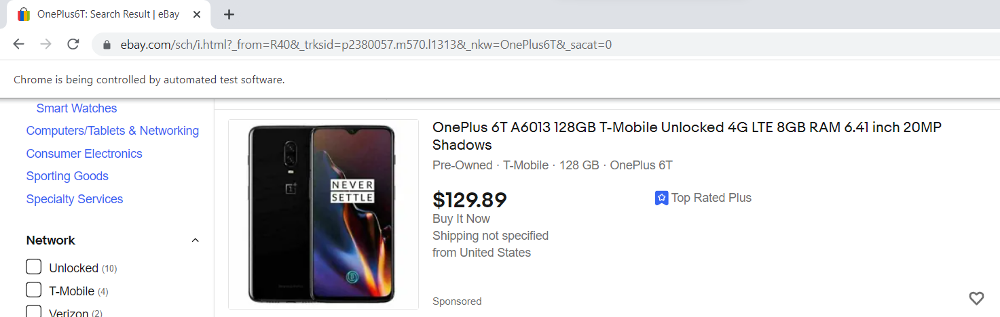 OnePlus6T: Search Result | eBay
ebay.com/sch/i.html?_from=R40&_trksid=p2380057.m570.l1313&_nkw=OnePlus6T&_sacat=0
Chrome is being controlled by automated test software.
Smart Watches
Computers/Tablets & Networking
Consumer Electronics
Sporting Goods
Specialty Services
Network
Unlocked (10)
T-Mobile (4)
Verizon (2)
NEVER
SETTLE
OnePlus 6T A6013 128GB T-Mobile Unlocked 4G LTE 8GB RAM 6.41 inch 20MP
Shadows
Pre-Owned · T-Mobile · 128 GB · OnePlus 6T
$129.89
Top Rated Plus
Buy It Now
Shipping not specified
from United States
Sponsored